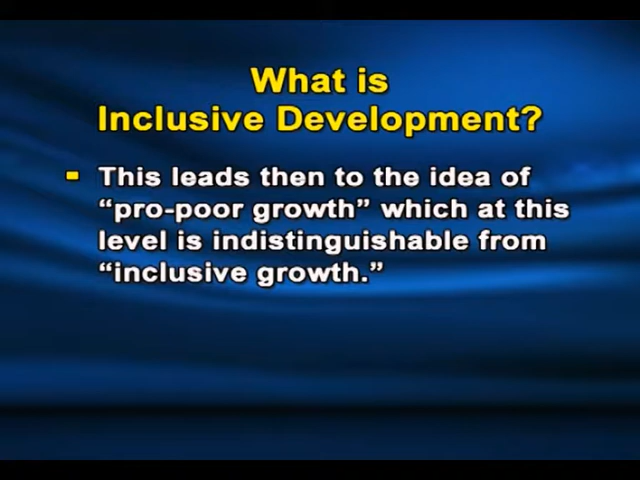 What is
Inclusive Development?
This leads then to the idea of
“pro-poor growth” which at this
level is indistinguishable from
“inclusive growth.”